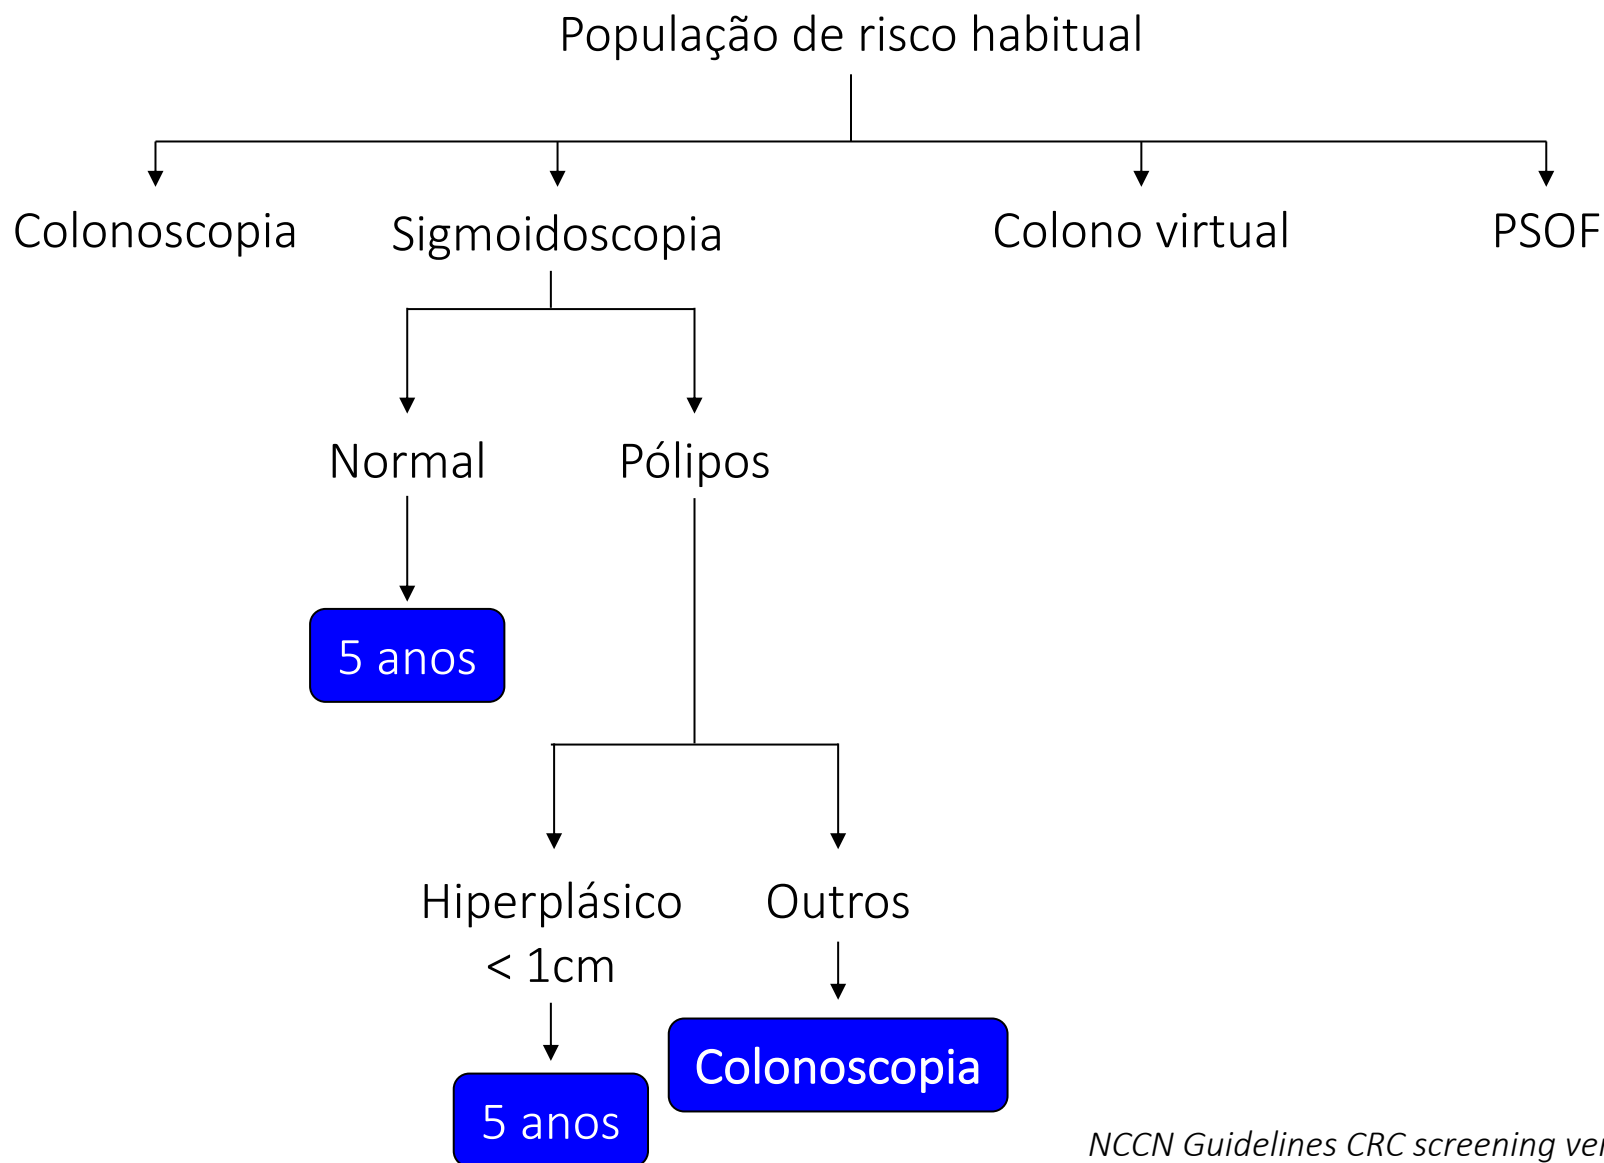 População de risco habitual
Colonoscopia
Sigmoidoscopia
Colono virtual
PSOF
Normal
Pólipos
5 anos
Hiperplásico
< 1cm
Outros
Colonoscopia
5 anos
NCCN Guidelines CRC screening ver